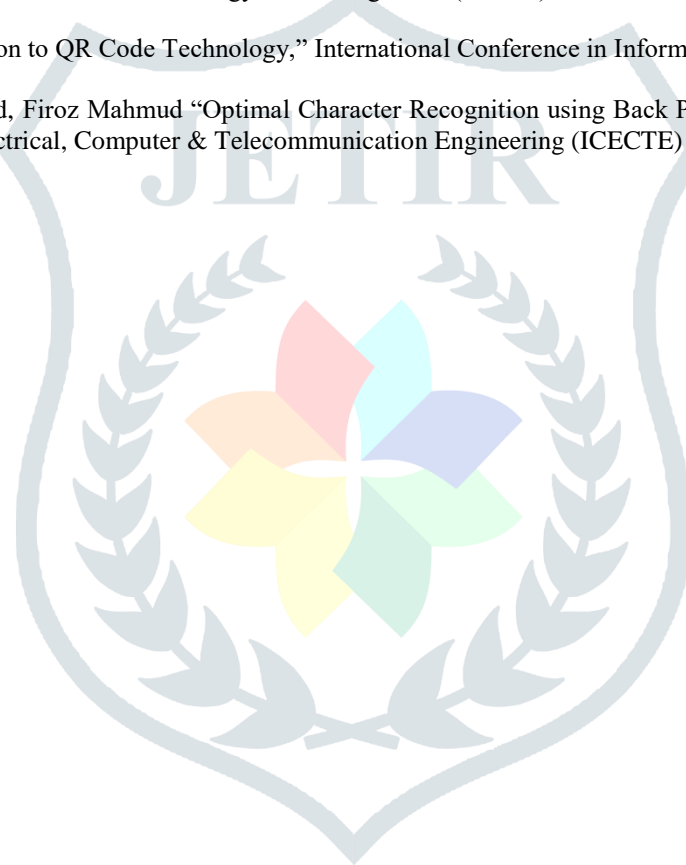 on to QR Code Technology,” International Conference in Inform
d, Firoz Mahmud “Optimal Character Recognition using Back P
ctrical, Computer & Telecommunication Engineering (ICECTE)
JETIR